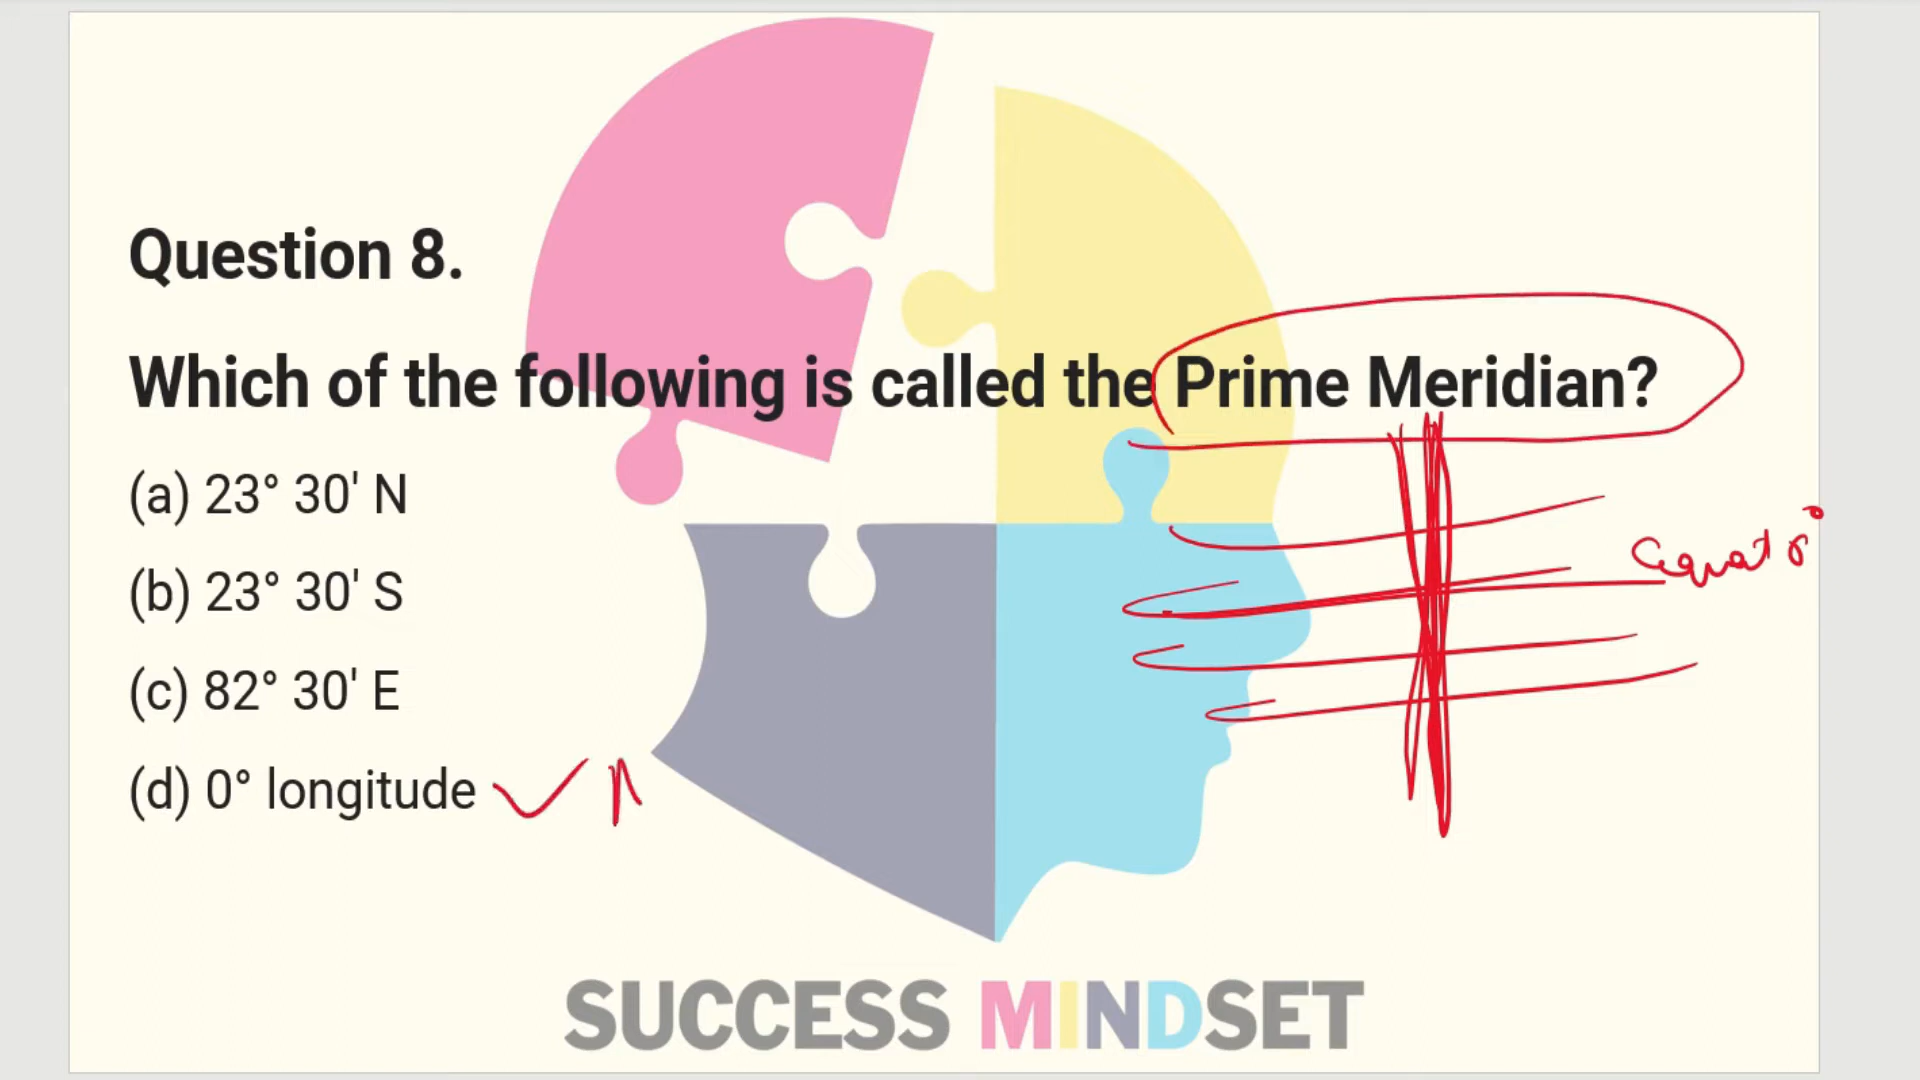 Question 8.
Which of the following is called the Prime Meridian?
(a) 23° 30' N
(b) 23° 30' S
(c) 82° 30' E
(d) 0° longitude
SUCCESS MINDSET